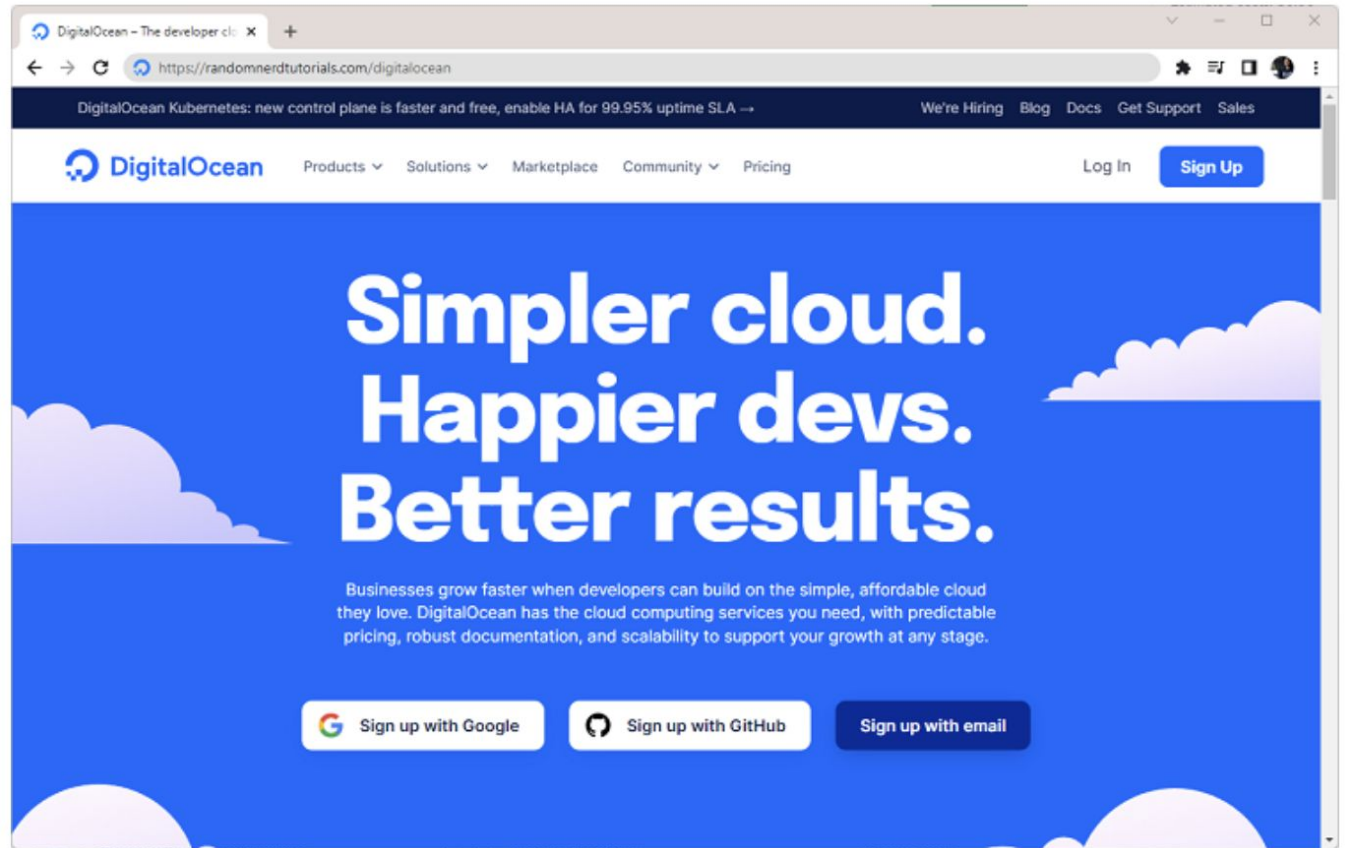 DigitalOcean – The developer clo
https://randomnerdtutorials.com/digitalocean
DigitalOcean Kubernetes: new control plane is faster and free, enable HA for 99.95% uptime SLA → We're Hiring Blog Docs Get Support Sales
DigitalOcean Products Solutions Marketplace Community Pricing Log In Sign Up
Simpler cloud.
Happier devs.
Better results.
Businesses grow faster when developers can build on the simple, affordable cloud
they love. DigitalOcean has the cloud computing services you need, with predictable
pricing, robust documentation, and scalability to support your growth at any stage.
Sign up with Google Sign up with GitHub Sign up with email